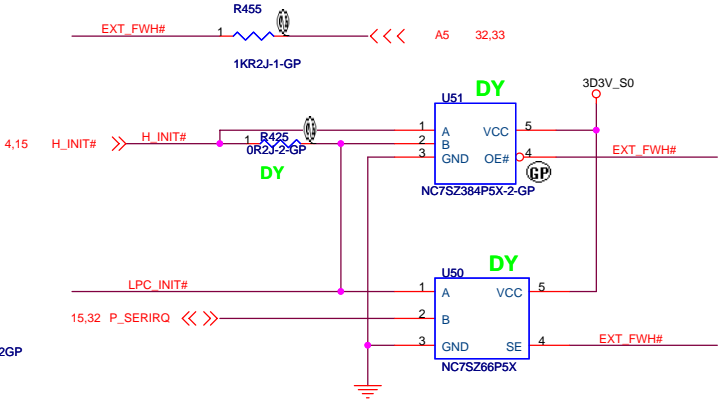 R455
EXT_FWH#
1
A5 32,33
1KR2J-1-GP
3D3V_S0
DY
U51
4,15 H_INIT# H_INIT#
1 R425
0R2J-2-GP
DY
1 A VCC 5
2 B
3 GND OE# 4 EXT_FWH#
GP
NC7SZ384P5X-2-GP
DY
U50
LPC_INIT# 1 A VCC 5
15,32 P_SERIRQ 2 B
3 GND SE 4 EXT_FWH#
2GP
NC7SZ66P5X